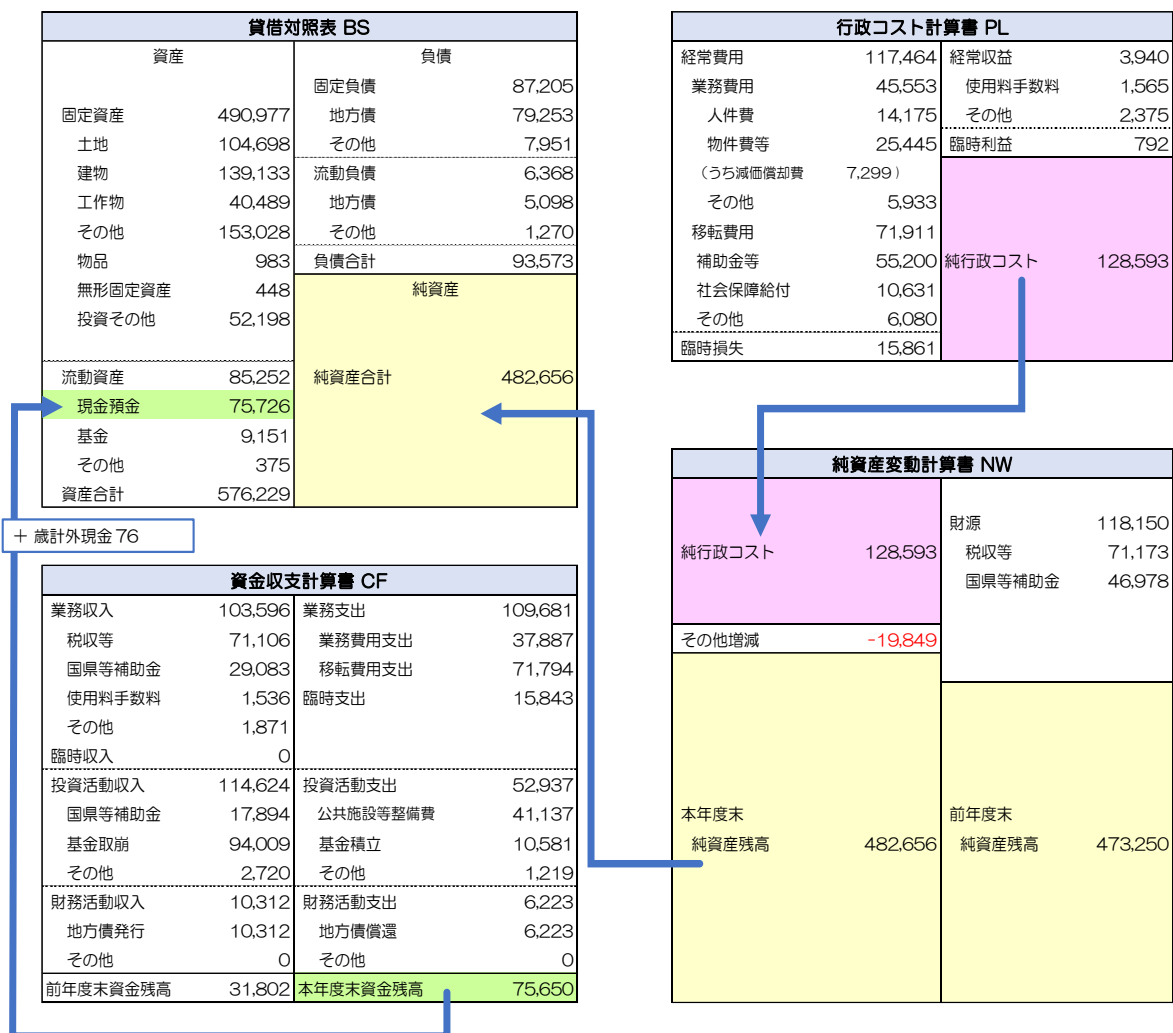 貸借対照表 BS
資産 負債
固定負債 87,205
固定資産 490,977 地方債 79,253
土地 104,698 その他 7,951
建物 139,133 流動負債 6,368
工作物 40,489 地方債 5,098
その他 153,028 その他 1,270
物品 983 負債合計 93,573
無形固定資産 448 純資産
投資その他 52,198
流動資産 85,252 純資産合計 482,656
現金預金 75,726
基金 9,151
その他 375
資産合計 576,229
+ 歳計外現金 76
資金収支計算書 CF
業務収入 103,596 業務支出 109,681
税収等 71,106 業務費用支出 37,887
国県等補助金 29,083 移転費用支出 71,794
使用料手数料 1,536 臨時支出 15,843
その他 1,871
臨時収入 0
投資活動収入 114,624 投資活動支出 52,937
国県等補助金 17,894 公共施設等整備費 41,137
基金取崩 94,009 基金積立 10,581
その他 2,720 その他 1,219
財務活動収入 10,312 財務活動支出 6,223
地方債発行 10,312 地方債償還 6,223
その他 0 その他 0
前年度末資金残高 31,802 本年度末資金残高 75,650
行政コスト計算書 PL
経常費用 117,464 経常収益 3,940
業務費用 45,553 使用料手数料 1,565
人件費 14,175 その他 2,375
物件費等 25,445 臨時利益 792
(うち減価償却費 7,299)
その他 5,933
移転費用 71,911
補助金等 55,200 純行政コスト 128,593
社会保障給付 10,631
その他 6,080
臨時損失 15,861
純資産変動計算書 NW
財源 118,150
純行政コスト 128,593 税収等 71,173
国県等補助金 46,978
その他増減 -19,849
本年度末 前年度末
純資産残高 482,656 純資産残高 473,250